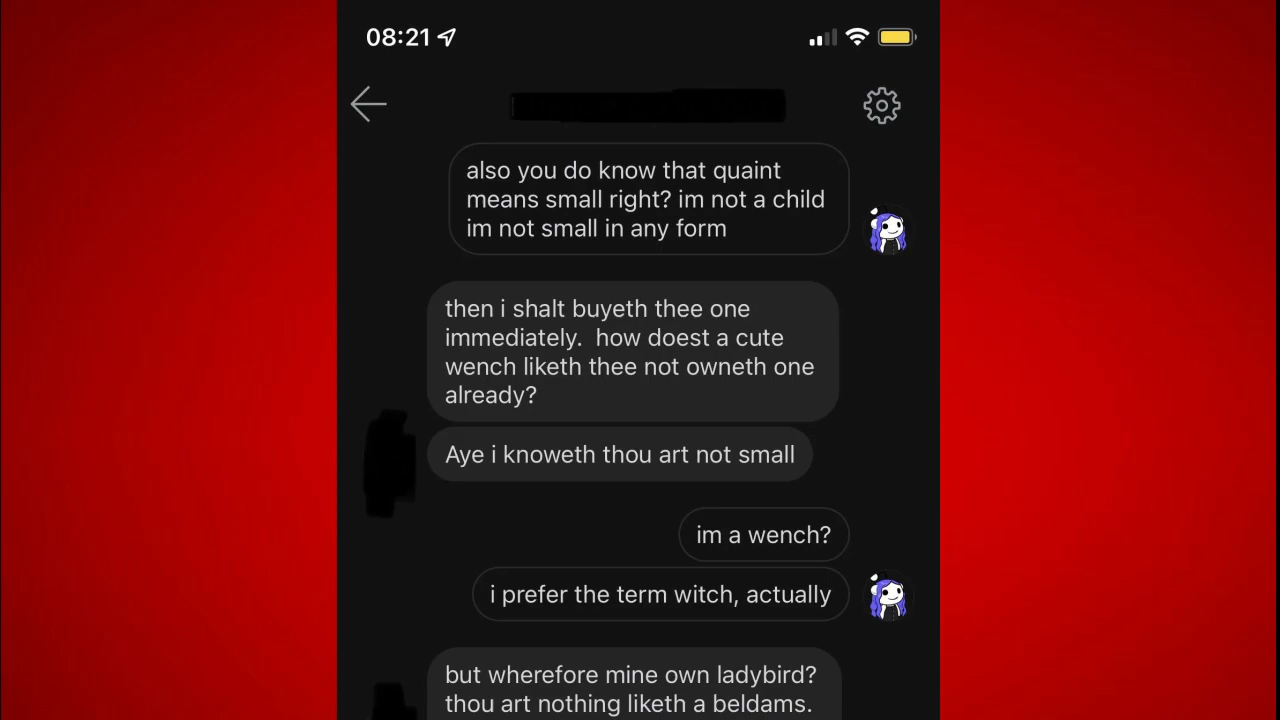 08:21
also you do know that quaint
means small right? im not a child
im not small in any form
then i shalt buyeth thee one
immediately.  how doest a cute
wench liketh thee not owneth one
already?
Aye i knoweth thou art not small
im a wench?
i prefer the term witch, actually
but wherefore mine own ladybird?
thou art nothing liketh a beldams.